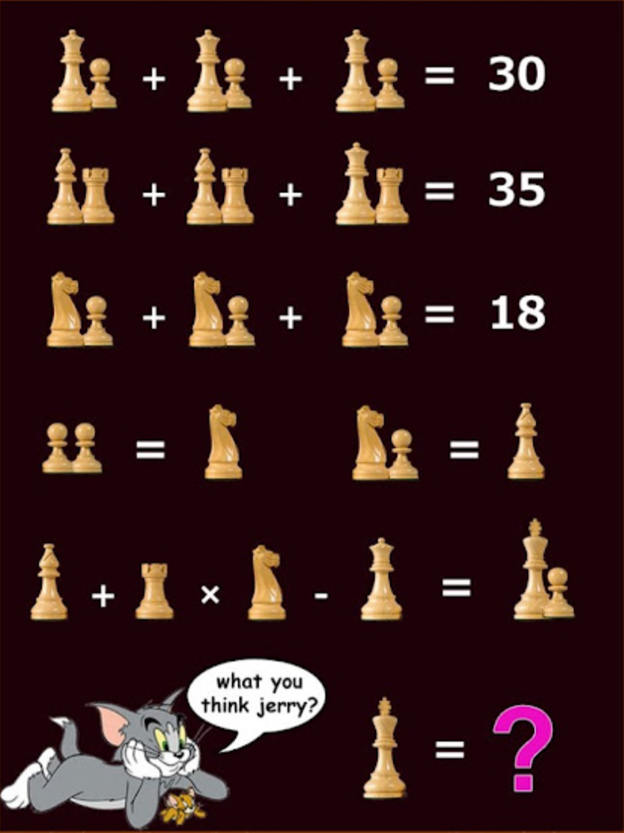 + + = 30
+ + = 35
+ + = 18
= =
+ × - =
what you
think jerry?
= ?